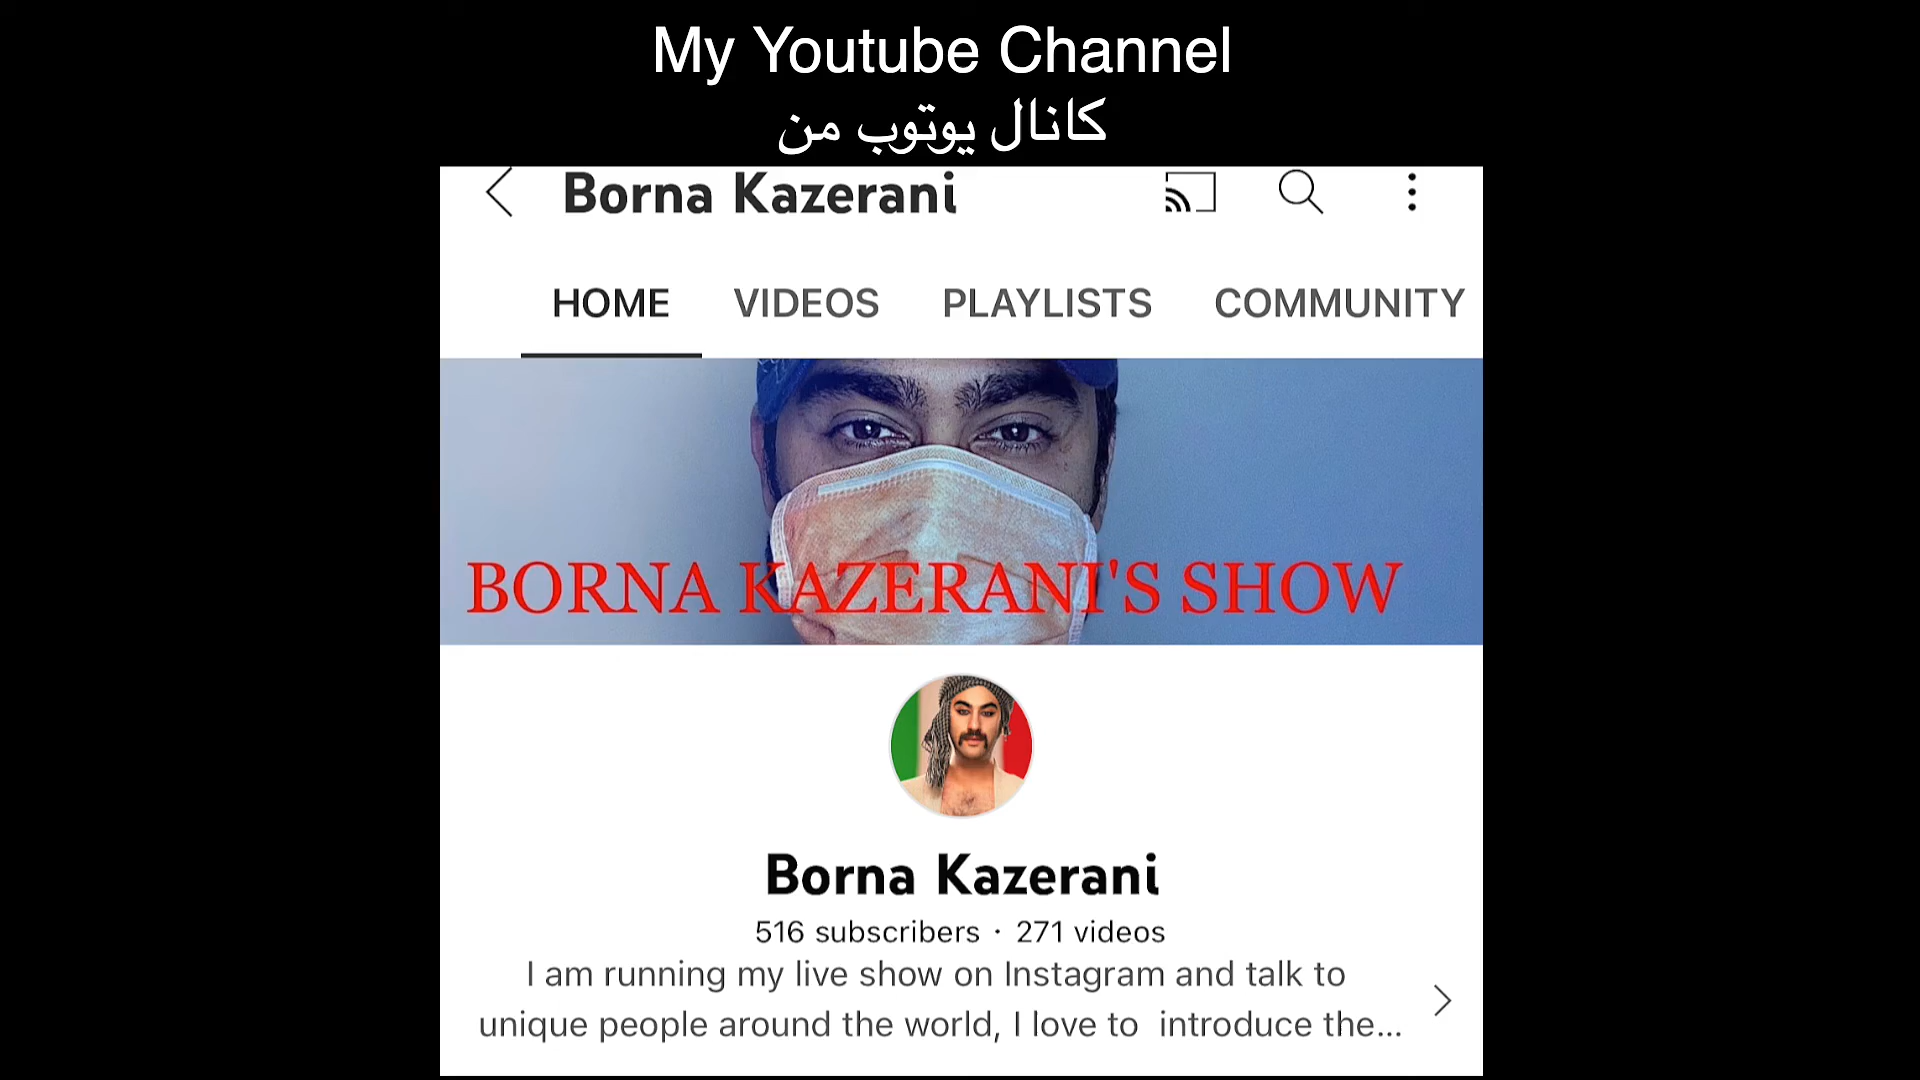 My Youtube Channel
کانال یوتوب من
Borna Kazerani
HOME VIDEOS PLAYLISTS COMMUNITY
BORNA KAZERANI'S SHOW
Borna Kazerani
516 subscribers · 271 videos
I am running my live show on Instagram and talk to
unique people around the world, I love to introduce the...